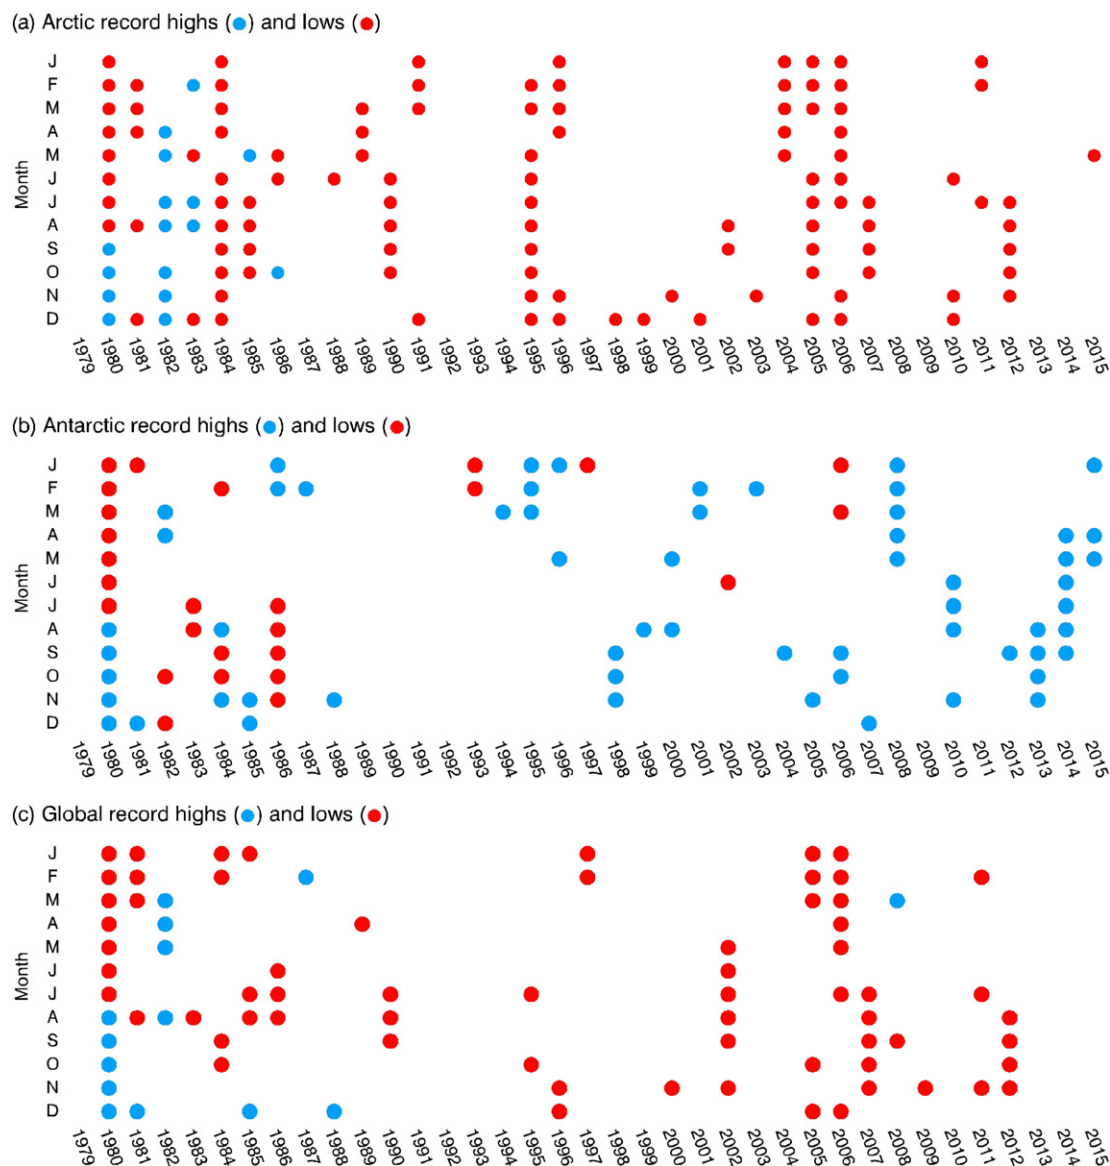 (a) Arctic record highs (●) and lows (●)
J
F
M
A
M
J
J
A
S
O
N
D
Month
1979 1980 1981 1982 1983 1984 1985 1986 1987 1988 1989 1990 1991 1992 1993 1994 1995 1996 1997 1998 1999 2000 2001 2002 2003 2004 2005 2006 2007 2008 2009 2010 2011 2012 2013 2014 2015
(b) Antarctic record highs (●) and lows (●)
J
F
M
A
M
J
J
A
S
O
N
D
Month
1979 1980 1981 1982 1983 1984 1985 1986 1987 1988 1989 1990 1991 1992 1993 1994 1995 1996 1997 1998 1999 2000 2001 2002 2003 2004 2005 2006 2007 2008 2009 2010 2011 2012 2013 2014 2015
(c) Global record highs (●) and lows (●)
J
F
M
A
M
J
J
A
S
O
N
D
Month
1979 1980 1981 1982 1983 1984 1985 1986 1987 1988 1989 1990 1991 1992 1993 1994 1995 1996 1997 1998 1999 2000 2001 2002 2003 2004 2005 2006 2007 2008 2009 2010 2011 2012 2013 2014 2015